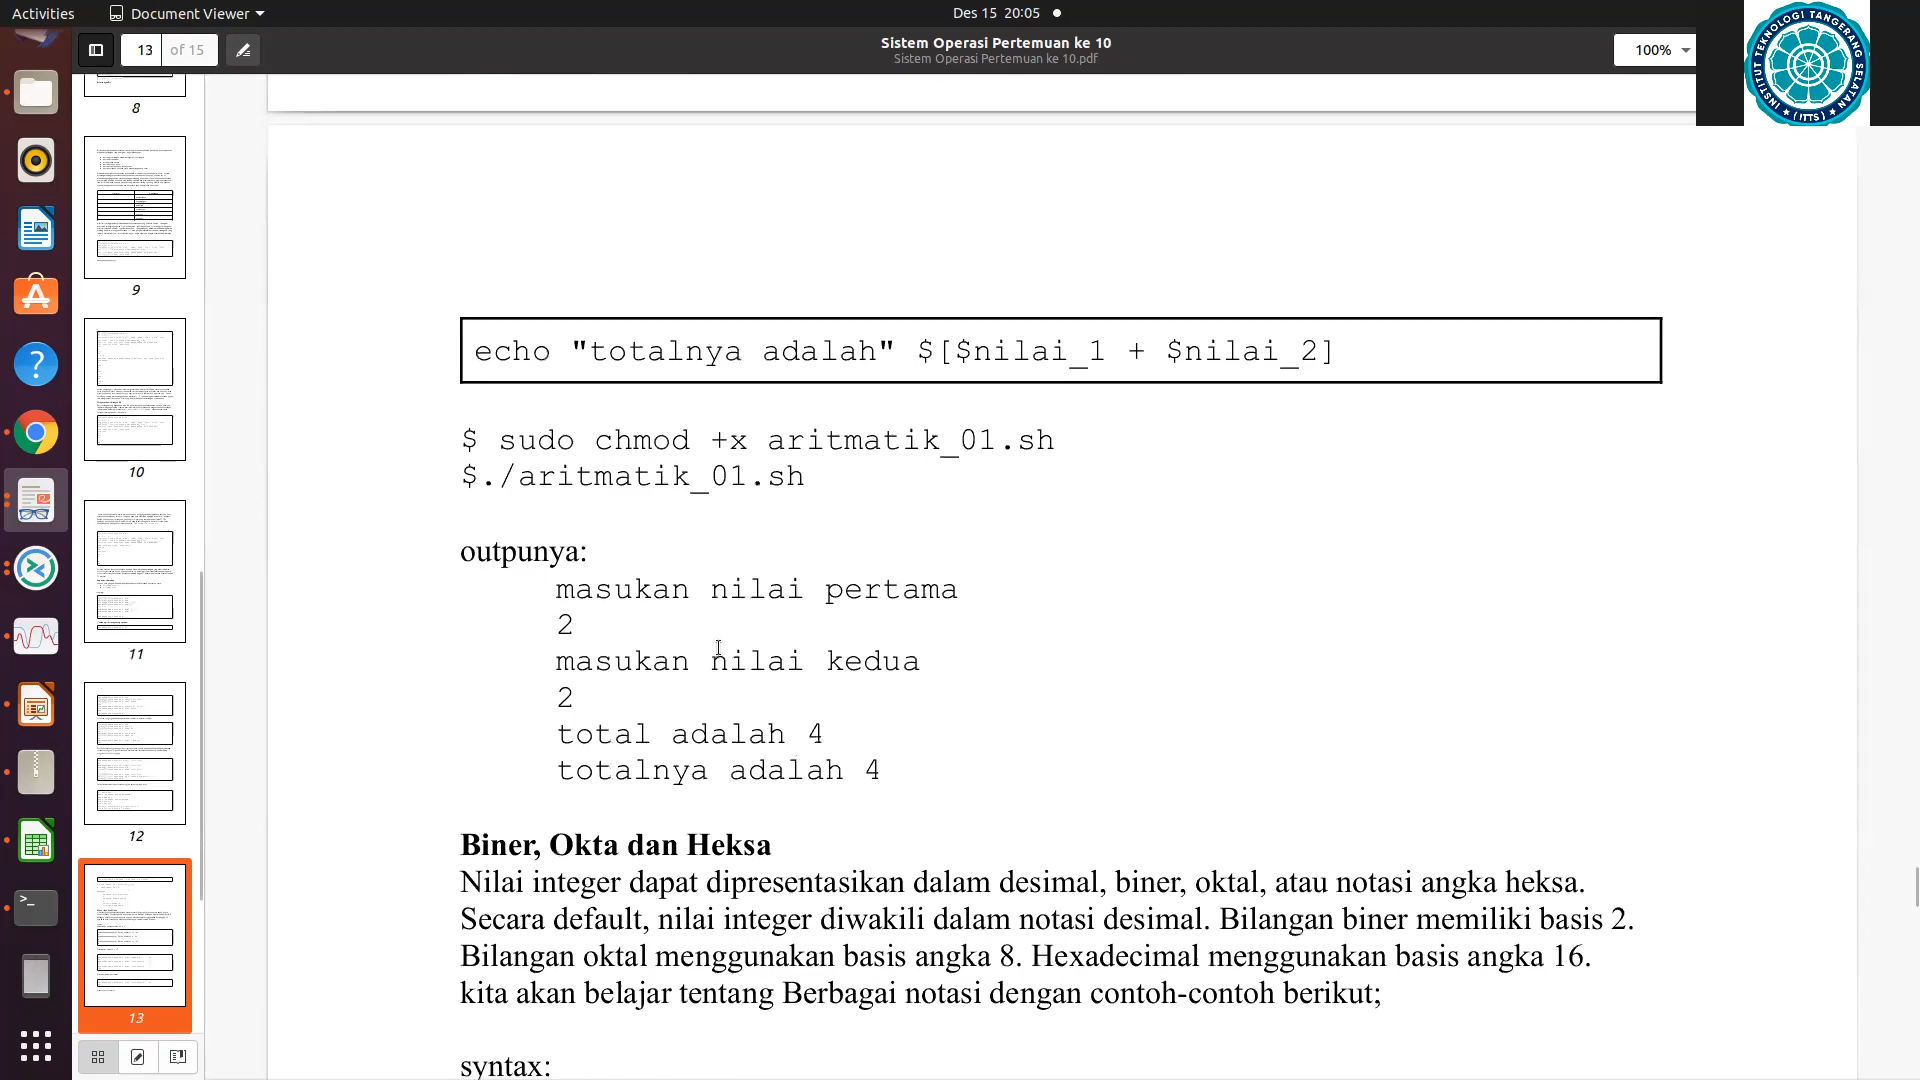 Activities
Document Viewer
Des 15 20:05
13 of 15
Sistem Operasi Pertemuan ke 10
Sistem Operasi Pertemuan ke 10.pdf
100%
INSTITUT TEKNOLOGI TANGERANG SELATAN
(ITTS)
8
9
10
11
12
13
echo "totalnya adalah" $[$nilai_1 + $nilai_2]
$ sudo chmod +x aritmatik_01.sh
$./aritmatik_01.sh
outpunya:
masukan nilai pertama
2
masukan nilai kedua
2
total adalah 4
totalnya adalah 4
Biner, Okta dan Heksa
Nilai integer dapat dipresentasikan dalam desimal, biner, oktal, atau notasi angka heksa.
Secara default, nilai integer diwakili dalam notasi desimal. Bilangan biner memiliki basis 2.
Bilangan oktal menggunakan basis angka 8. Hexadecimal menggunakan basis angka 16.
kita akan belajar tentang Berbagai notasi dengan contoh-contoh berikut;
syntax: